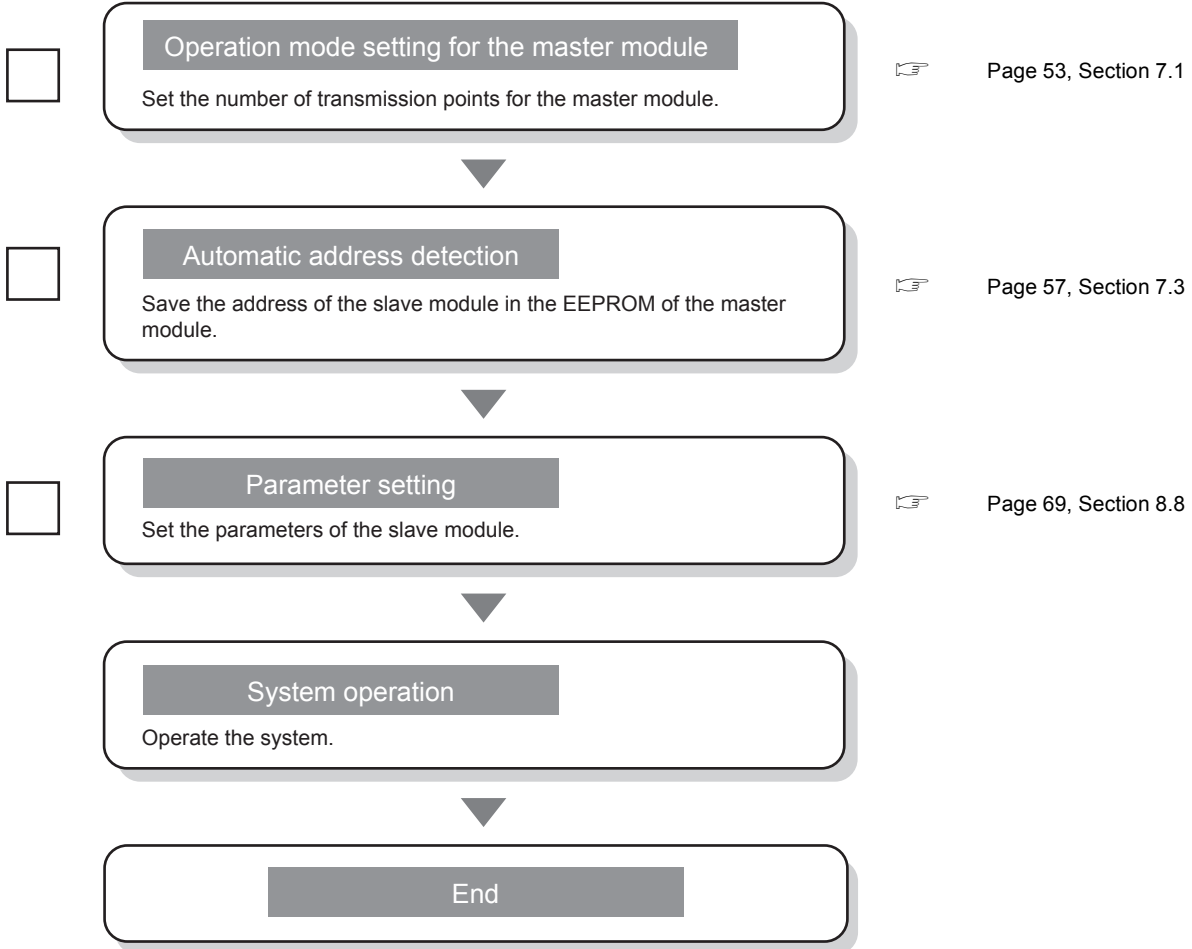 Operation mode setting for the master module
Set the number of transmission points for the master module.
Page 53, Section 7.1
Automatic address detection
Save the address of the slave module in the EEPROM of the master
module.
Page 57, Section 7.3
Parameter setting
Set the parameters of the slave module.
Page 69, Section 8.8
System operation
Operate the system.
End